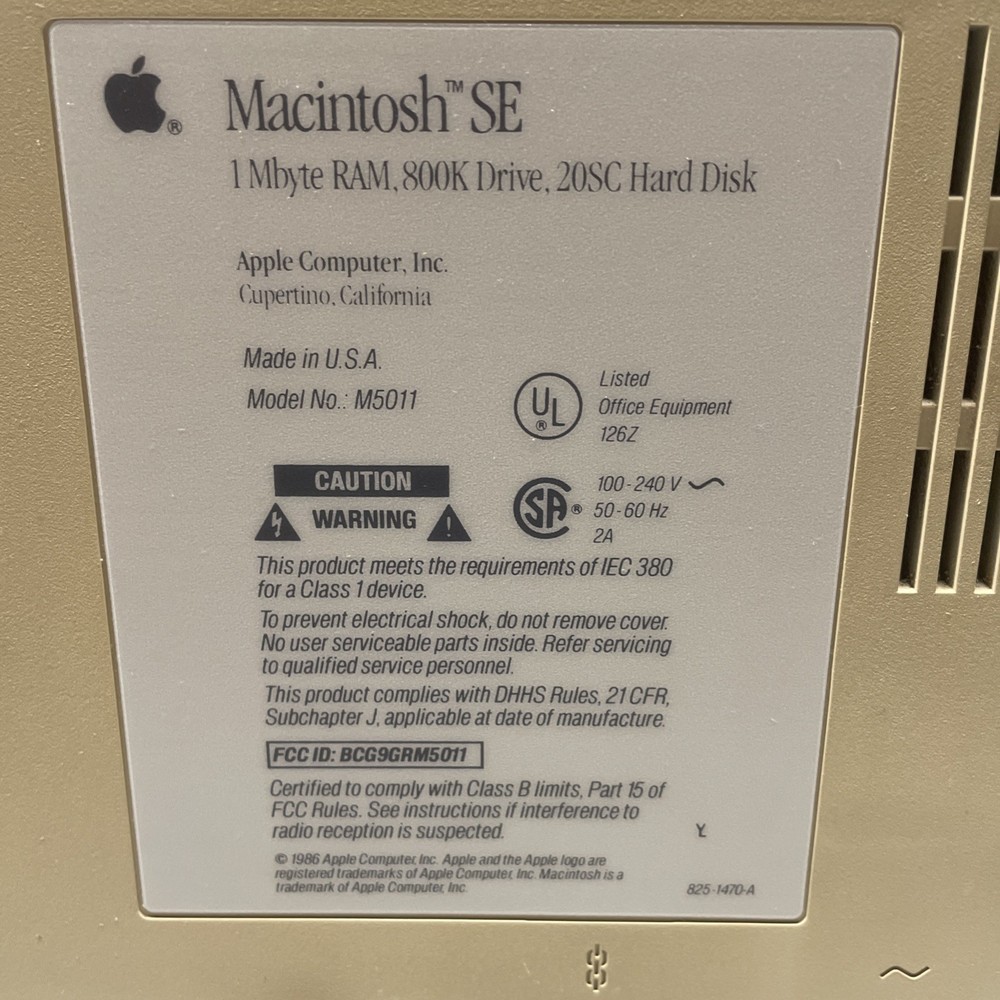 Macintosh™ SE
1 Mbyte RAM, 800K Drive, 20SC Hard Disk
Apple Computer, Inc.
Cupertino, California
Made in U.S.A.
Model No.: M5011
UL®
Listed
Office Equipment
126Z
CAUTION
WARNING
SA®
100-240 V ~
50-60 Hz
2A
This product meets the requirements of IEC 380
for a Class 1 device.
To prevent electrical shock, do not remove cover.
No user serviceable parts inside. Refer servicing
to qualified service personnel.
This product complies with DHHS Rules, 21 CFR,
Subchapter J, applicable at date of manufacture.
FCC ID: BCG9GRM5011
Certified to comply with Class B limits, Part 15 of
FCC Rules. See instructions if interference to
radio reception is suspected.
Y
© 1986 Apple Computer, Inc. Apple and the Apple logo are
registered trademarks of Apple Computer, Inc. Macintosh is a
trademark of Apple Computer, Inc.
825-1470-A